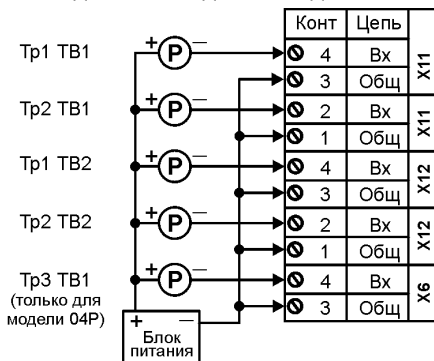 Конт Цепь
Тр1 ТВ1 + P – 4 Вх X11
3 Общ
Тр2 ТВ1 + P – 2 Вх X11
1 Общ
Тр1 ТВ2 + P – 4 Вх X12
3 Общ
Тр2 ТВ2 + P – 2 Вх X12
1 Общ
Тр3 ТВ1 + P – 4 Вх X6
(только для
модели 04Р)
3 Общ
+ –
Блок
питания